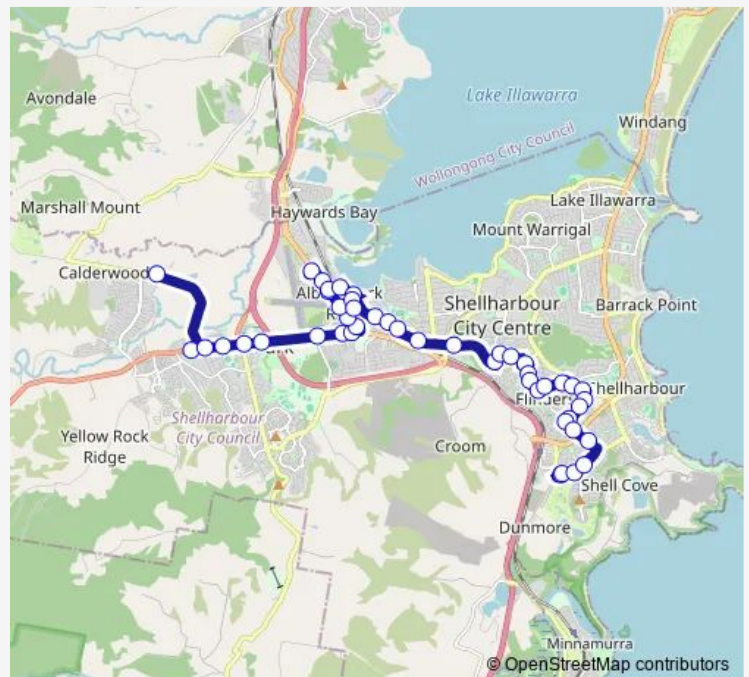 Avondale
Lake Illawarra
Windang
Wollongong City Council
Marshall Mount
Haywards Bay
Lake Illawarra
Mount Warrigal
Calderwood
Shellharbour
City Centre
Barrack Point
Shellharbour
Shellharbour
City Council
Yellow Rock
Ridge
Croom
Shell Cove
Dunmore
Minnamurra
© OpenStreetMap contributors